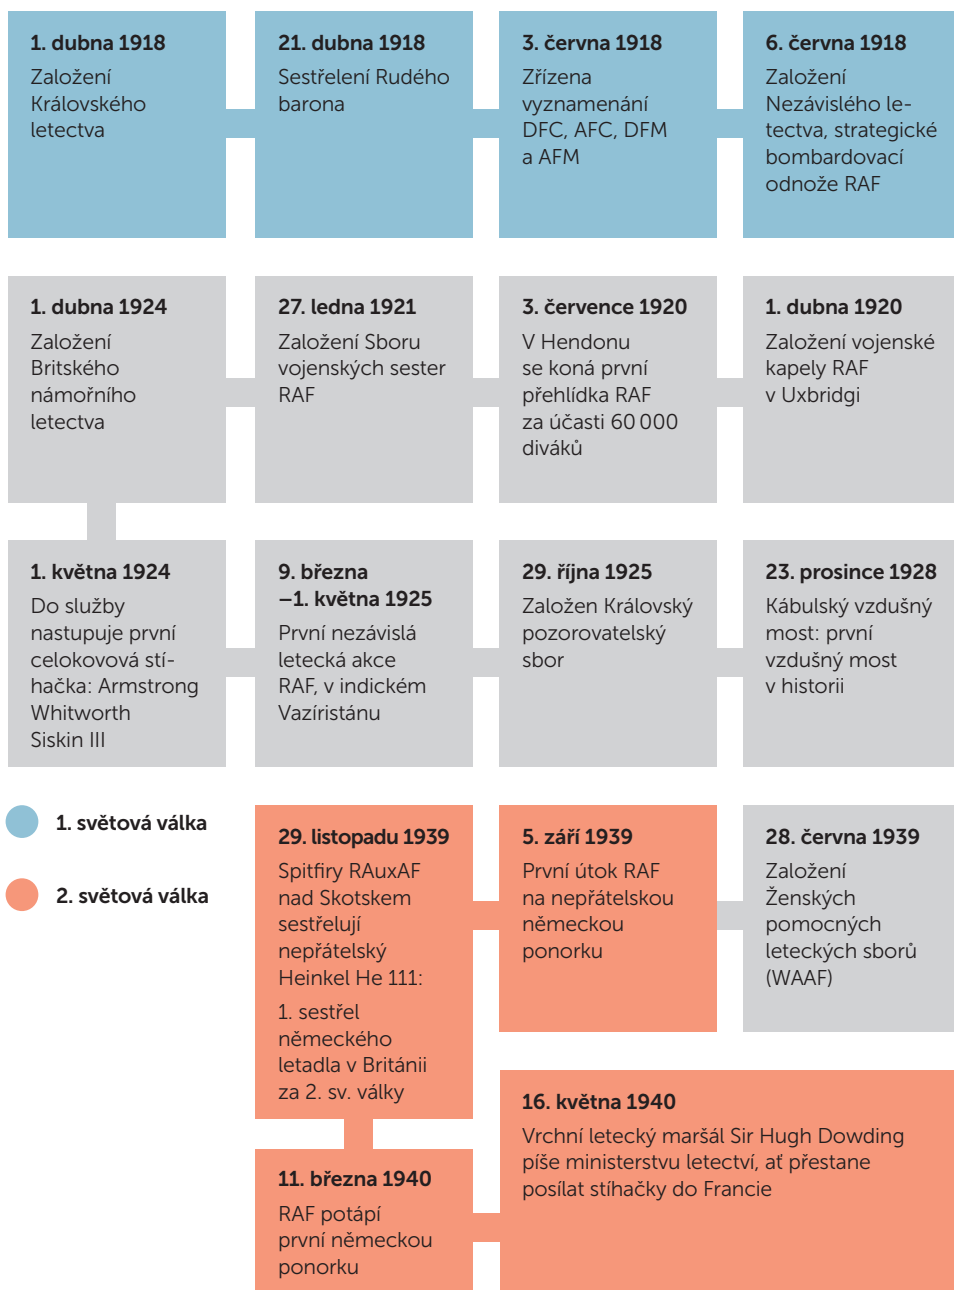 1. dubna 1918
Založení
Královského
letectva
21. dubna 1918
Sestřelení Rudého
barona
3. června 1918
Zřízena
vyznamenání
DFC, AFC, DFM
a AFM
6. června 1918
Založení
Nezávislého le-
tectva, strategické
bombardovací
odnože RAF
1. dubna 1924
Založení
Britského
námořního
letectva
27. ledna 1921
Založení Sboru
vojenských sester
RAF
3. července 1920
V Hendonu
se koná první
přehlídka RAF
za účasti 60 000
diváků
1. dubna 1920
Založení vojenské
kapely RAF
v Uxbridgi
1. května 1924
Do služby
nastupuje první
celokovová stí-
hačka: Armstrong
Whitworth
Siskin III
9. března
–1. května 1925
První nezávislá
letecká akce
RAF, v indickém
Vazíristánu
29. října 1925
Založen Královský
pozorovatelský
sbor
23. prosince 1928
Kábulský vzdušný
most: první
vzdušný most
v historii
1. světová válka
2. světová válka
29. listopadu 1939
Spitfiry RAuxAF
nad Skotskem
sestřelují
nepřátelský
Heinkel He 111:
1. sestřel
německého
letadla v Británii
za 2. sv. války
5. září 1939
První útok RAF
na nepřátelskou
německou
ponorku
28. června 1939
Založení
Ženských
pomocných
leteckých sborů
(WAAF)
11. března 1940
RAF potápí
první německou
ponorku
16. května 1940
Vrchní letecký maršál Sir Hugh Dowding
píše ministerstvu letectví, ať přestane
posílat stíhačky do Francie